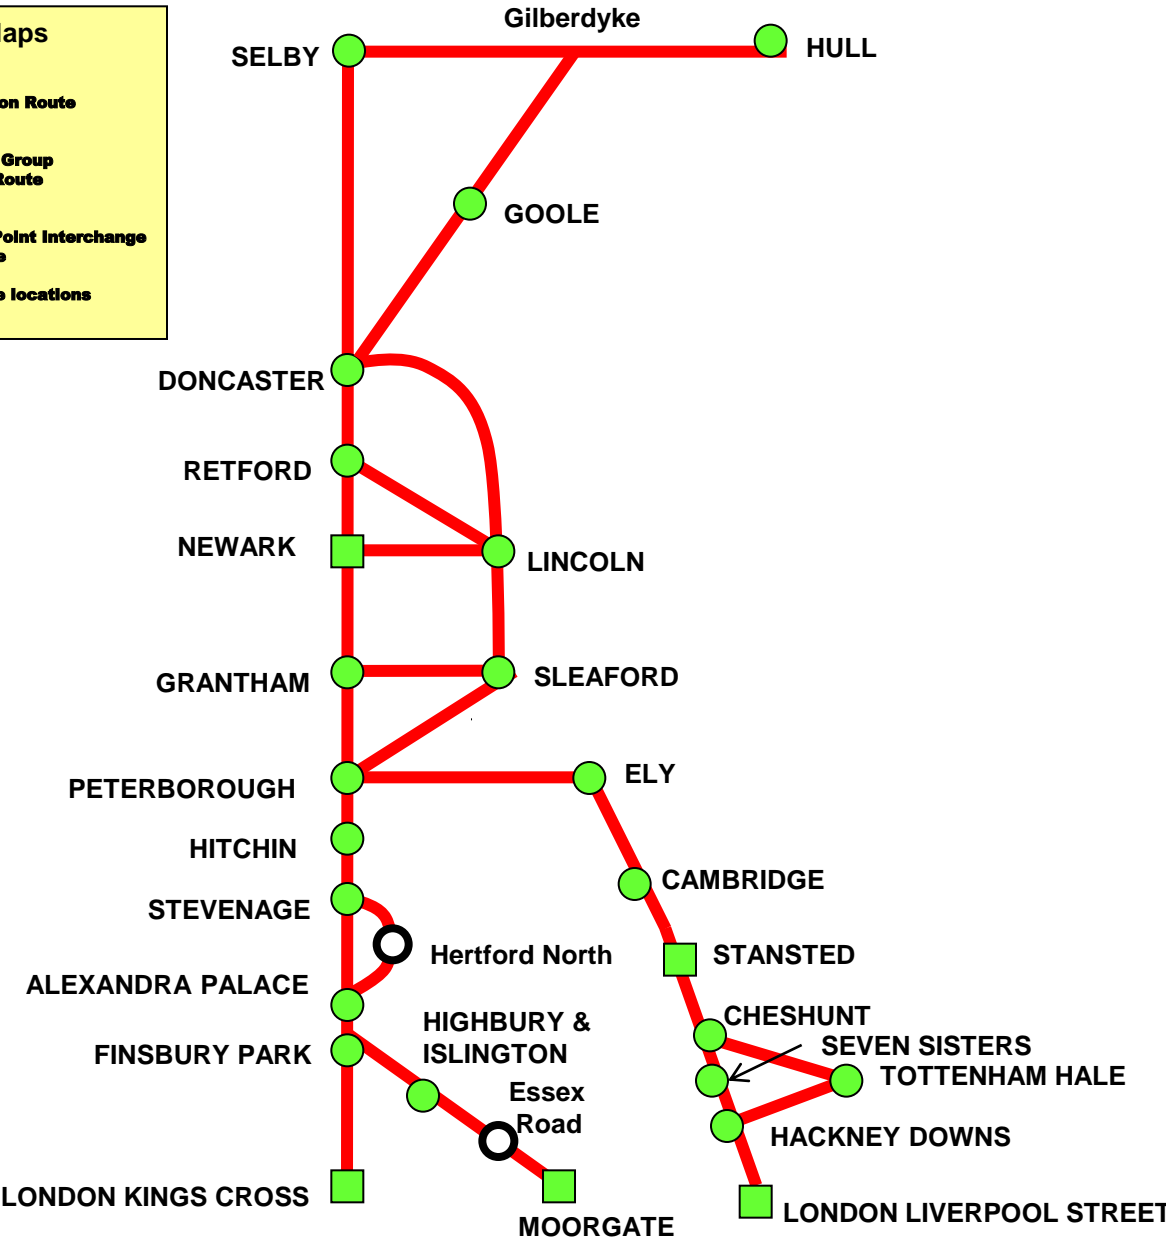 Gilberdyke
SELBY
HULL
on Route
Group
Route
Point Interchange
locations
GOOLE
DONCASTER
RETFORD
NEWARK
LINCOLN
GRANTHAM
SLEAFORD
PETERBOROUGH
ELY
HITCHIN
CAMBRIDGE
STEVENAGE
Hertford North
STANSTED
ALEXANDRA PALACE
CHESHUNT
HIGHBURY &
ISLINGTON
SEVEN SISTERS
FINSBURY PARK
TOTTENHAM HALE
Essex
Road
HACKNEY DOWNS
LONDON KINGS CROSS
MOORGATE
LONDON LIVERPOOL STREET